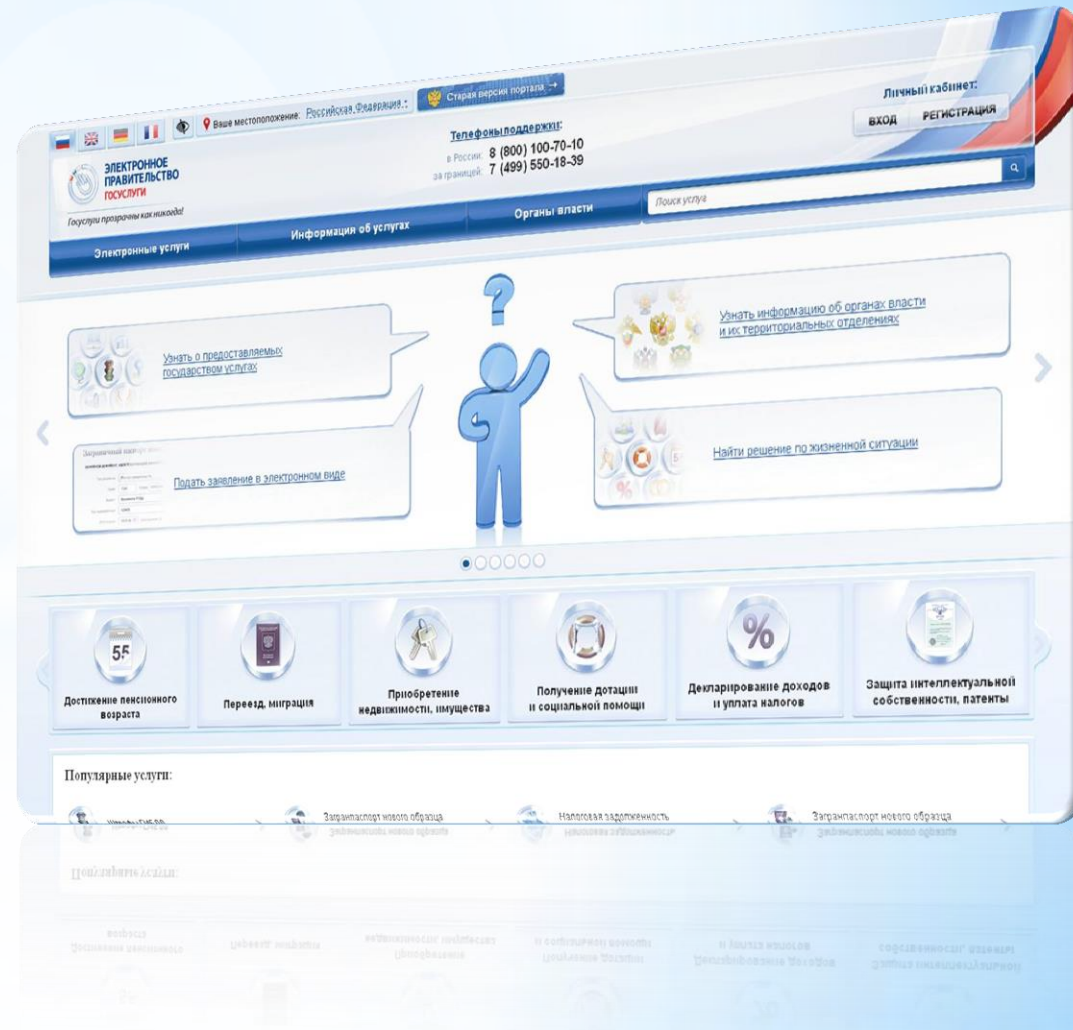 Ваше местоположение: Российская Федерация
Старая версия портала →
Личный кабинет:
ВХОД РЕГИСТРАЦИЯ
Телефоны поддержки:
в России: 8 (800) 100-70-10
за границей: 7 (499) 550-18-39
ЭЛЕКТРОННОЕ
ПРАВИТЕЛЬСТВО
ГОСУСЛУГИ
Госуслуги прозрачны как никогда!
Электронные услуги
Информация об услугах
Органы власти
Поиск услуг
?
Узнать о предоставляемых
государством услугах
Узнать информацию об органах власти
и их территориальных отделениях
Подать заявление в электронном виде
Найти решение по жизненной ситуации
55
Достижение пенсионного
возраста
Переезд, миграция
Приобретение
недвижимости, имущества
Получение дотации
и социальной помощи
%
Декларирование доходов
и уплата налогов
Защита интеллектуальной
собственности, патенты
Популярные услуги:
Загранпаспорт нового образца
Налоговая задолженность
Загранпаспорт нового образца